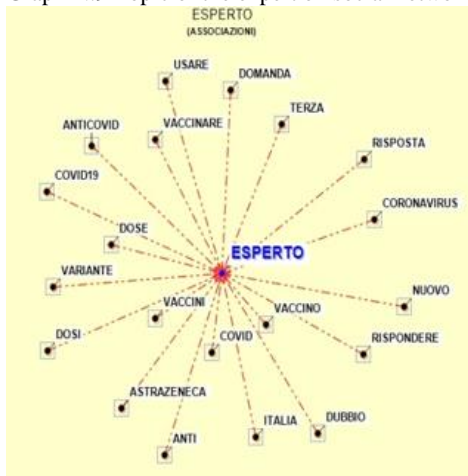 ESPERTO
(ASSOCIAZIONI)
USARE
DOMANDA
TERZA
ANTICOVID
VACCINARE
RISPOSTA
COVID19
CORONAVIRUS
DOSE
ESPERTO
VARIANTE
NUOVO
VACCINI
VACCINO
DOSI
COVID
RISPONDERE
ASTRAZENECA
ITALIA
DUBBIO
ANTI